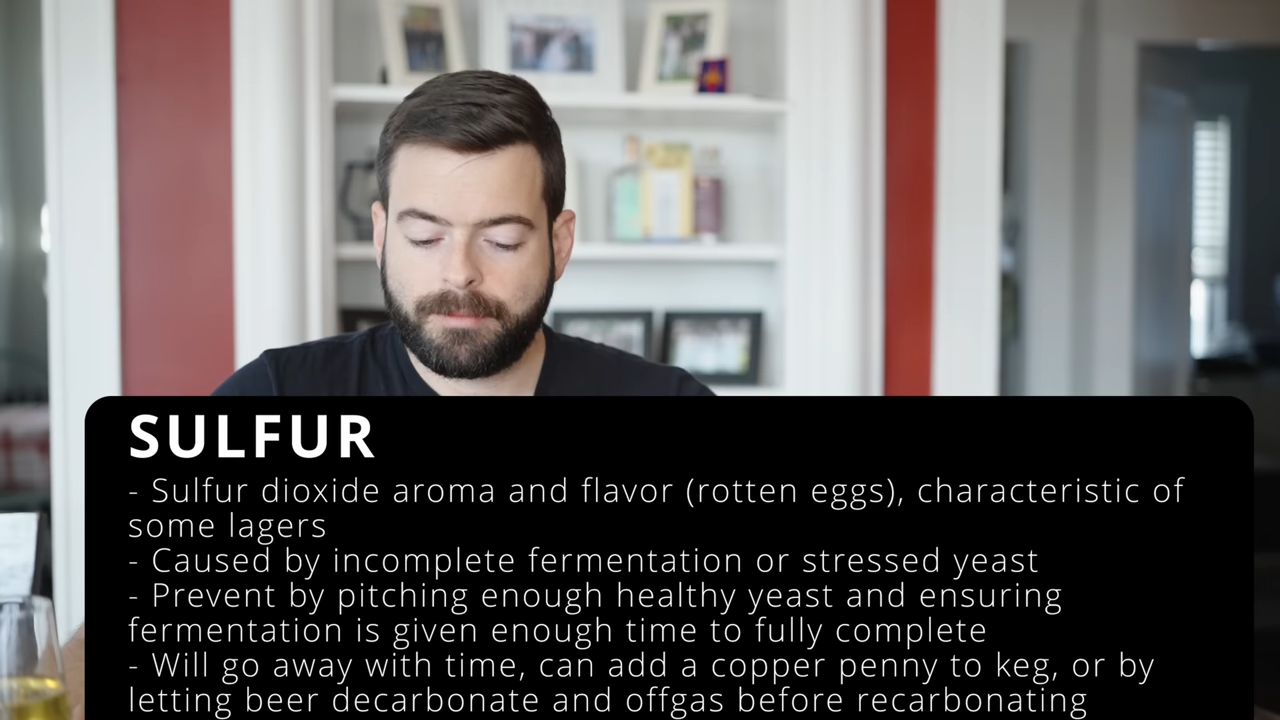 SULFUR
- Sulfur dioxide aroma and flavor (rotten eggs), characteristic of
some lagers
- Caused by incomplete fermentation or stressed yeast
- Prevent by pitching enough healthy yeast and ensuring
fermentation is given enough time to fully complete
- Will go away with time, can add a copper penny to keg, or by
letting beer decarbonate and offgas before recarbonating